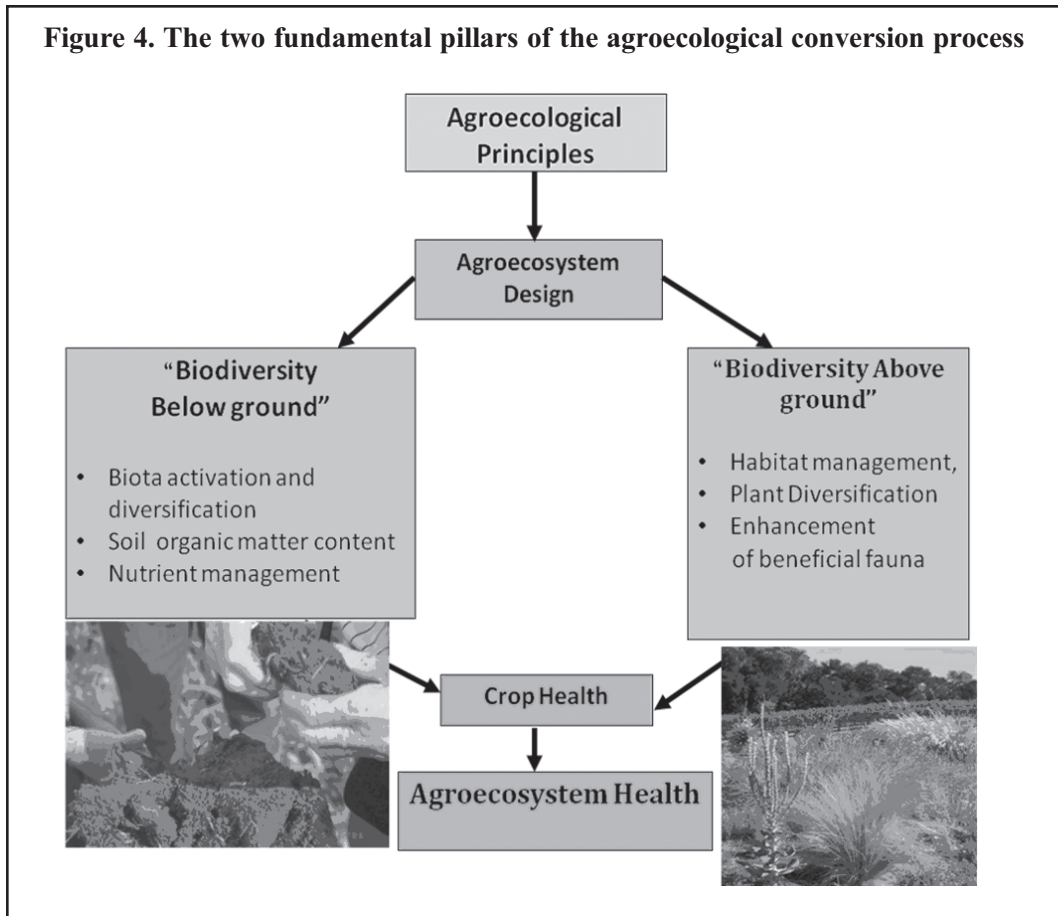 Figure 4. The two fundamental pillars of the agroecological conversion process
Agroecological
Principles
Agroecosystem
Design
“Biodiversity
Below ground”
• Biota activation and
diversification
• Soil organic matter content
• Nutrient management
“Biodiversity Above
ground”
• Habitat management,
• Plant Diversification
• Enhancement
of beneficial fauna
Crop Health
Agroecosystem Health